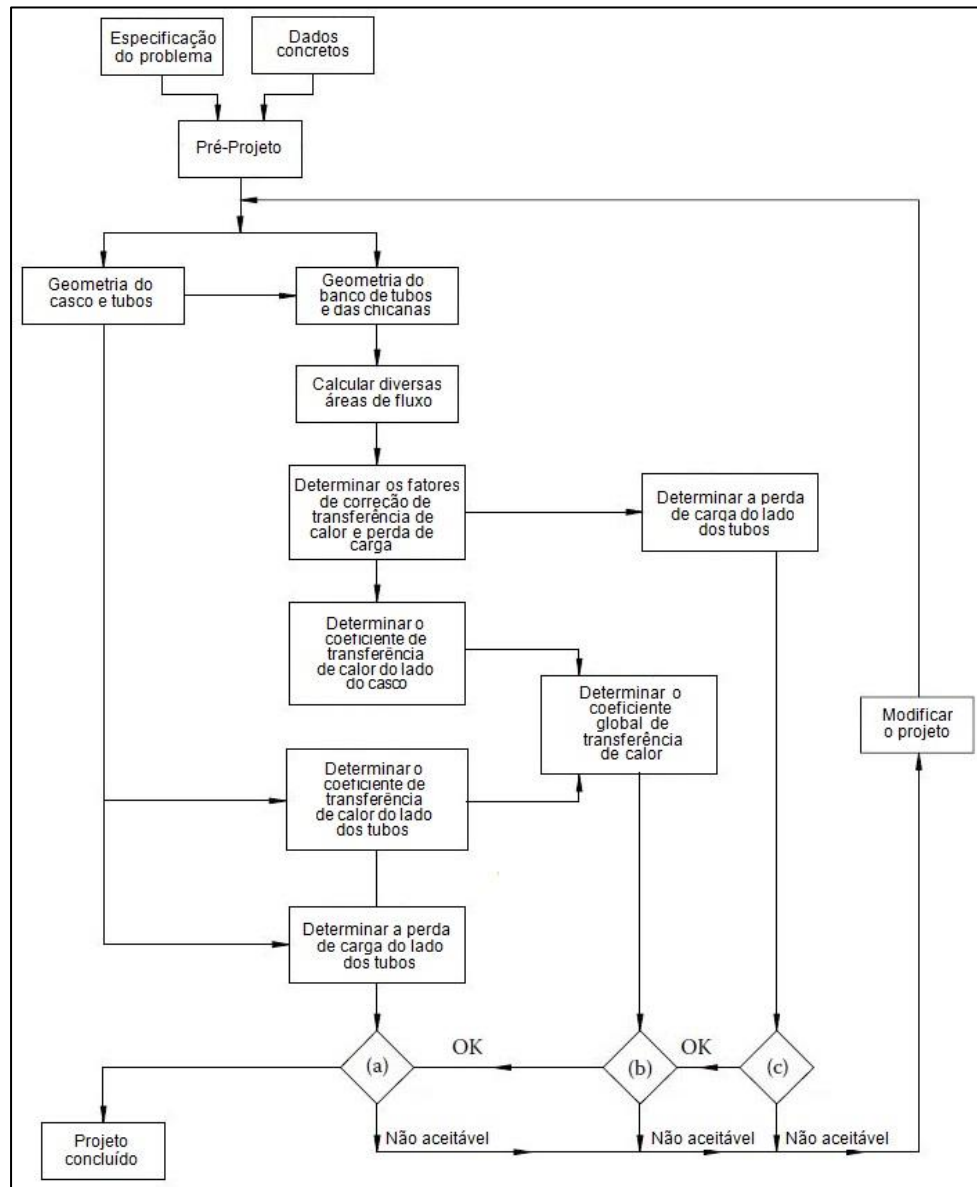 Especificação
do problema
Dados
concretos
Pré-Projeto
Geometria do
casco e tubos
Geometria do
banco de tubos
e das chicanas
Calcular diversas
áreas de fluxo
Determinar os fatores
de correção de
transferência de
calor e perda de
carga
Determinar a perda
de carga do lado
dos tubos
Determinar o
coeficiente de
transferência
de calor do lado
do casco
Determinar o
coeficiente
global de
transferência
de calor
Modificar
o projeto
Determinar o
coeficiente de
transferência
de calor do lado
dos tubos
Determinar a perda
de carga do lado
dos tubos
(a)
OK
(b)
OK
(c)
Projeto
concluído
Não aceitável
Não aceitável
Não aceitável